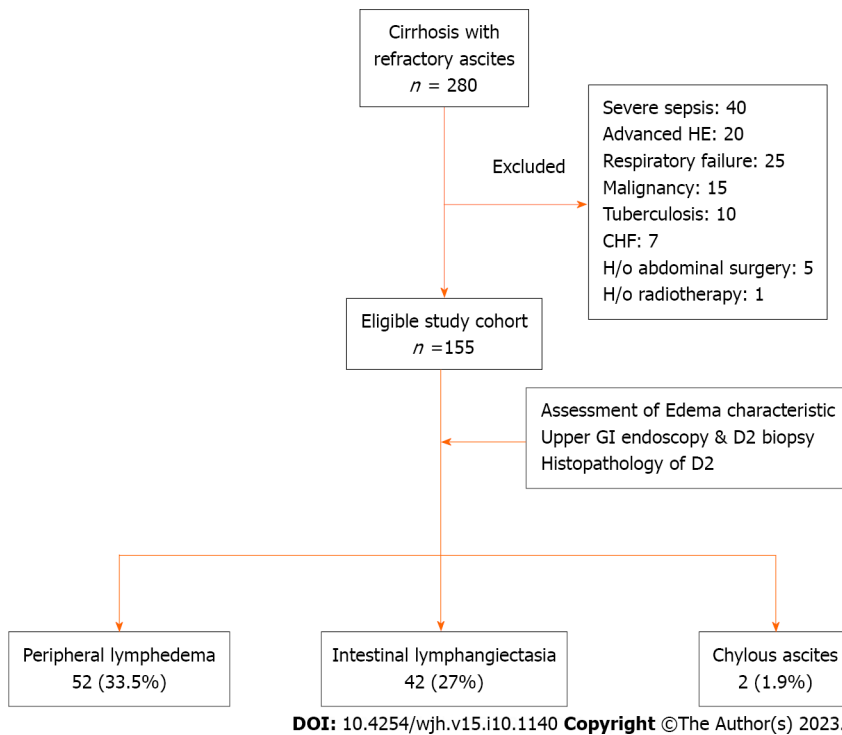 Cirrhosis with
refractory ascites
n = 280
Excluded
Severe sepsis: 40
Advanced HE: 20
Respiratory failure: 25
Malignancy: 15
Tuberculosis: 10
CHF: 7
H/o abdominal surgery: 5
H/o radiotherapy: 1
Eligible study cohort
n =155
Assessment of Edema characteristic
Upper GI endoscopy & D2 biopsy
Histopathology of D2
Peripheral lymphedema
52 (33.5%)
Intestinal lymphangiectasia
42 (27%)
Chylous ascites
2 (1.9%)
DOI: 10.4254/wjh.v15.i10.1140 Copyright ©The Author(s) 2023.